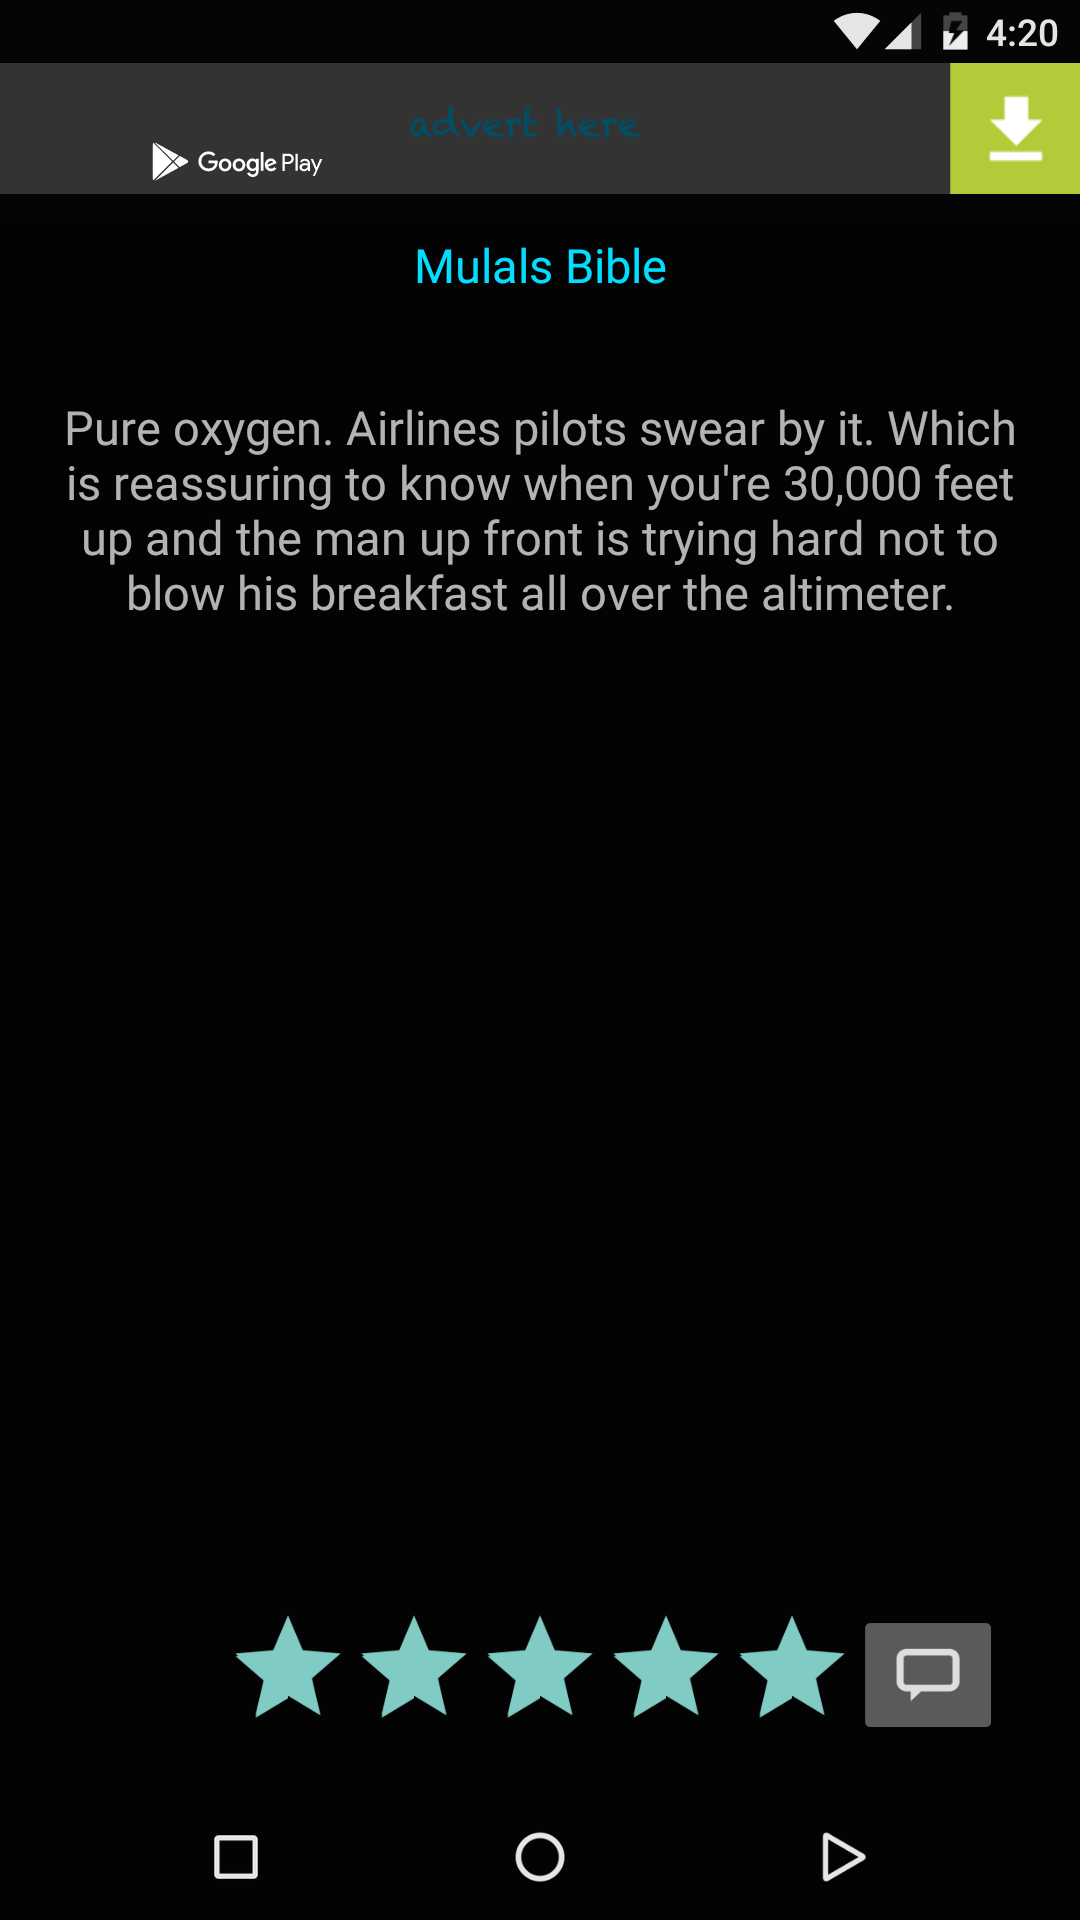 4:20
advert here
Google Play
Mulals Bible
Pure oxygen. Airlines pilots swear by it. Which
is reassuring to know when you're 30,000 feet
up and the man up front is trying hard not to
blow his breakfast all over the altimeter.